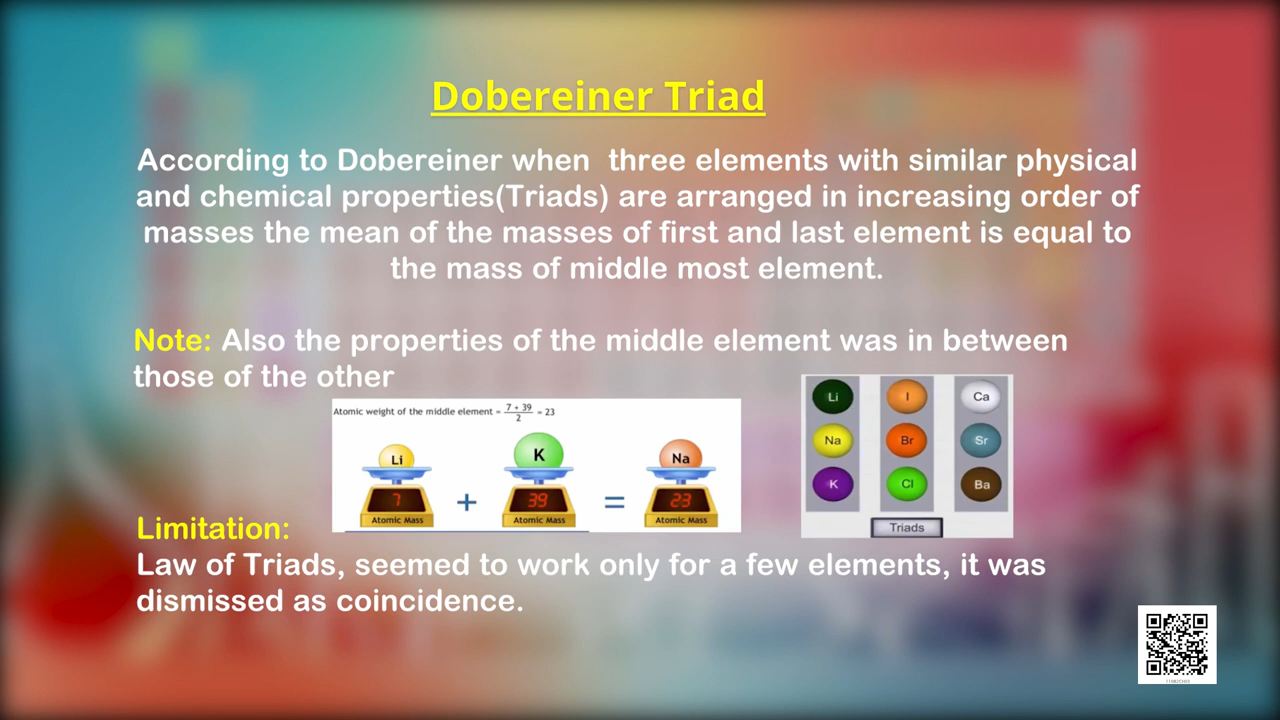 Dobereiner Triad
According to Dobereiner when three elements with similar physical
and chemical properties(Triads) are arranged in increasing order of
masses the mean of the masses of first and last element is equal to
the mass of middle most element.
Note: Also the properties of the middle element was in between
those of the other
Atomic weight of the middle element = 7 + 39 / 2 = 23
Li K Na
7 + 39 = 23
Atomic Mass Atomic Mass Atomic Mass
Li I Ca
Na Br Sr
K Cl Ba
Triads
Limitation:
Law of Triads, seemed to work only for a few elements, it was
dismissed as coincidence.